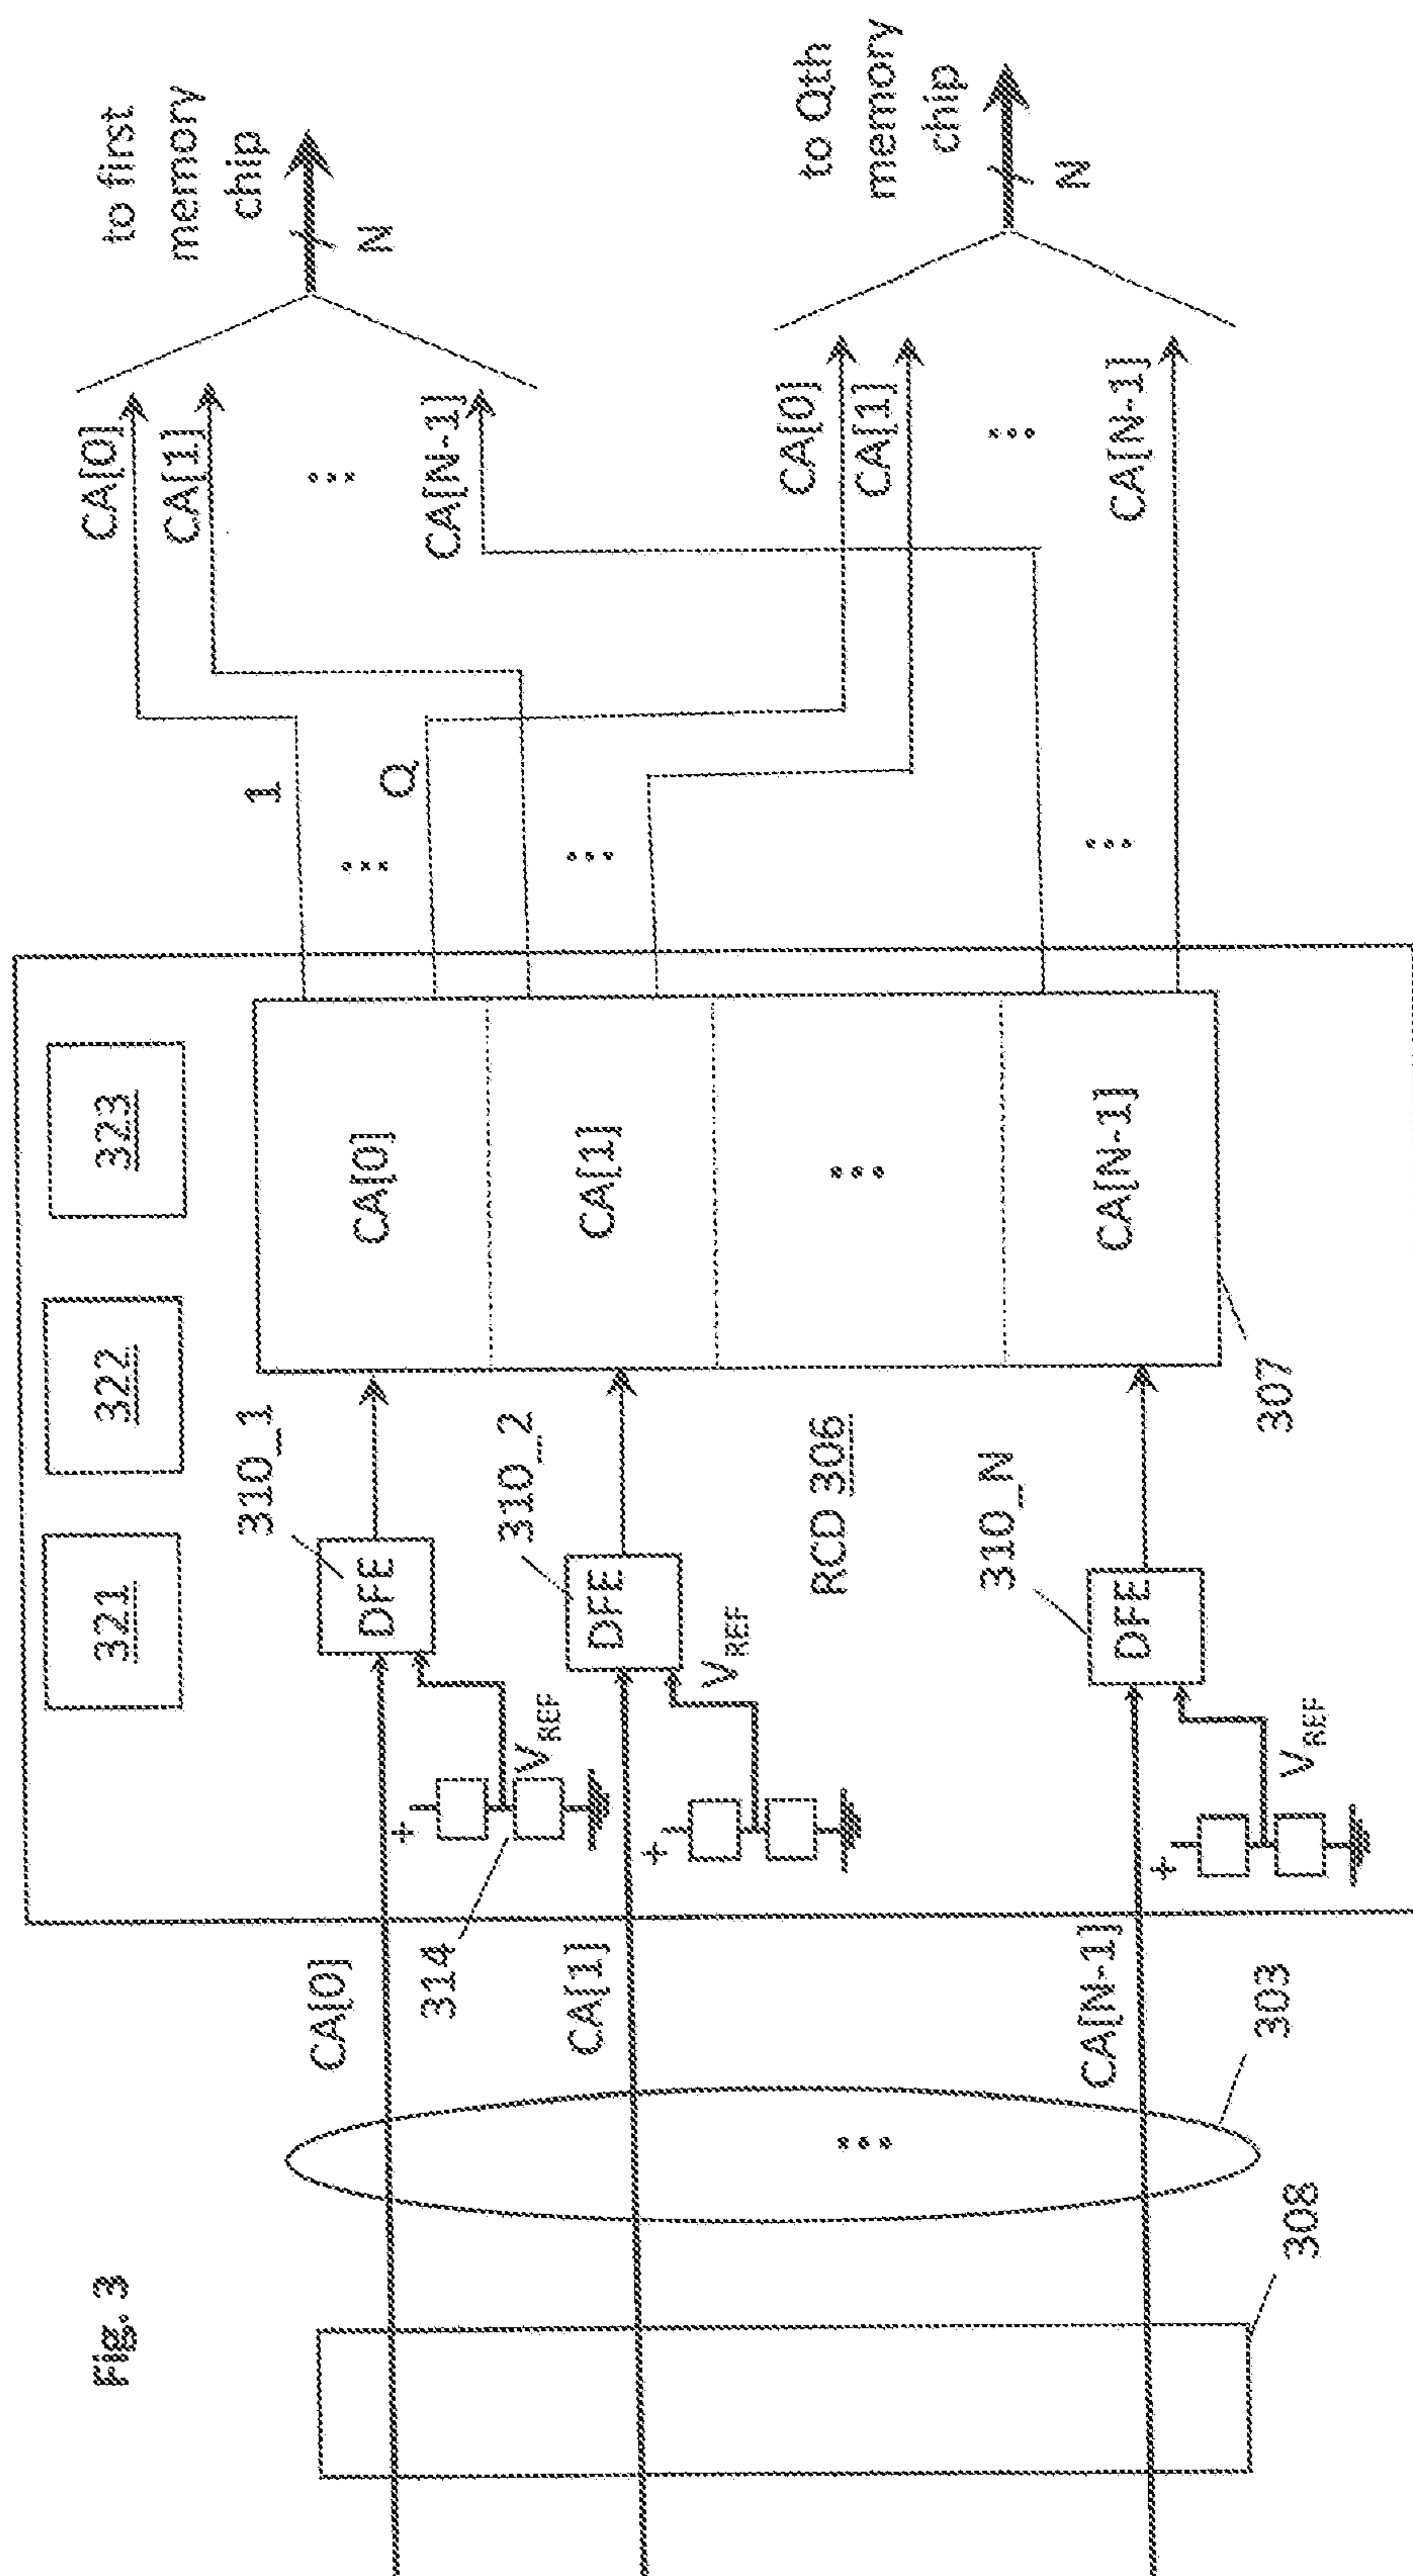 Fig. 3
308
303
CA[0]
CA[1]
CA[N-1]
314
+
VREF
+
VREF
+
VREF
DFE
310_1
DFE
310_2
DFE
310_N
RCD 306
321
322
323
CA[0]
CA[1]
...
CA[N-1]
307
1
...
Q
...
...
CA[0]
CA[1]
...
CA[N-1]
to first
memory
chip
N
CA[0]
CA[1]
...
CA[N-1]
to Qth
memory
chip
N
...